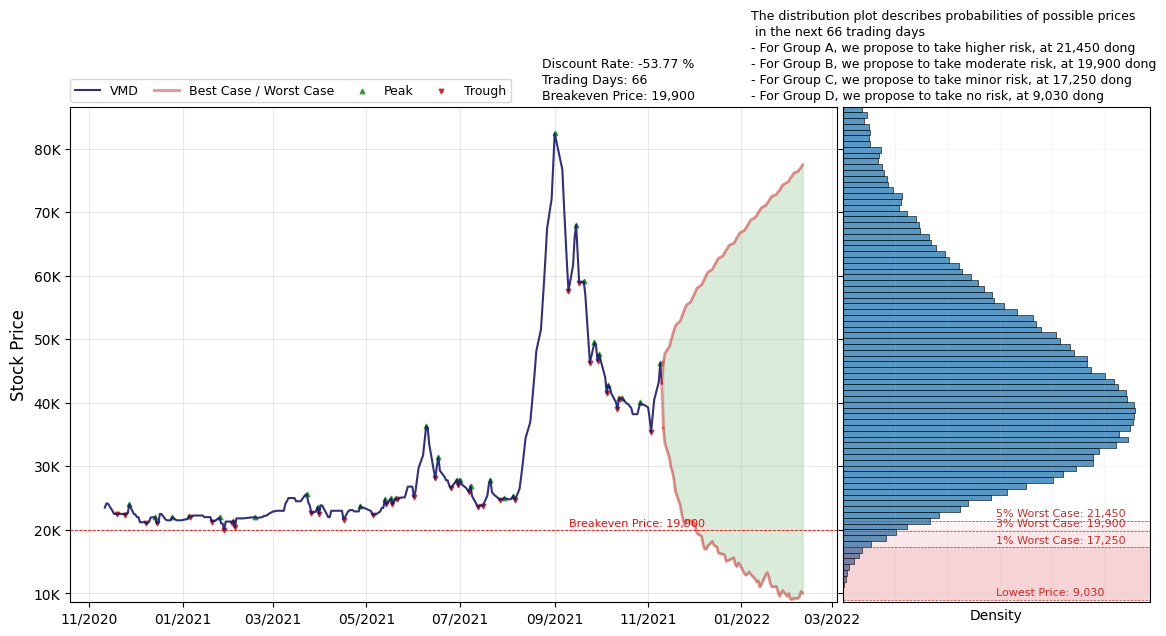 The distribution plot describes probabilities of possible prices
in the next 66 trading days
- For Group A, we propose to take higher risk, at 21,450 dong
- For Group B, we propose to take moderate risk, at 19,900 dong
- For Group C, we propose to take minor risk, at 17,250 dong
- For Group D, we propose to take no risk, at 9,030 dong
Discount Rate: -53.77 %
Trading Days: 66
Breakeven Price: 19,900
VMD
Best Case / Worst Case
Peak
Trough
Stock Price
80K
70K
60K
50K
40K
30K
20K
10K
Breakeven Price: 19,900
11/2020
01/2021
03/2021
05/2021
07/2021
09/2021
11/2021
01/2022
03/2022
5% Worst Case: 21,450
3% Worst Case: 19,900
1% Worst Case: 17,250
Lowest Price: 9,030
Density